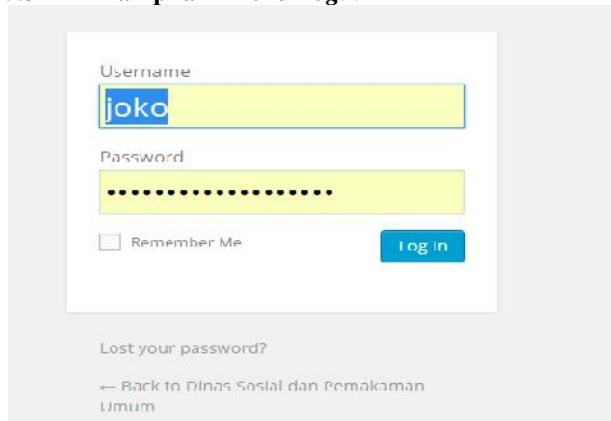 Username
joko
Password
Remember Me
Log In
Lost your password?
← Back to Dinas Sosial dan Pemakaman
Umum